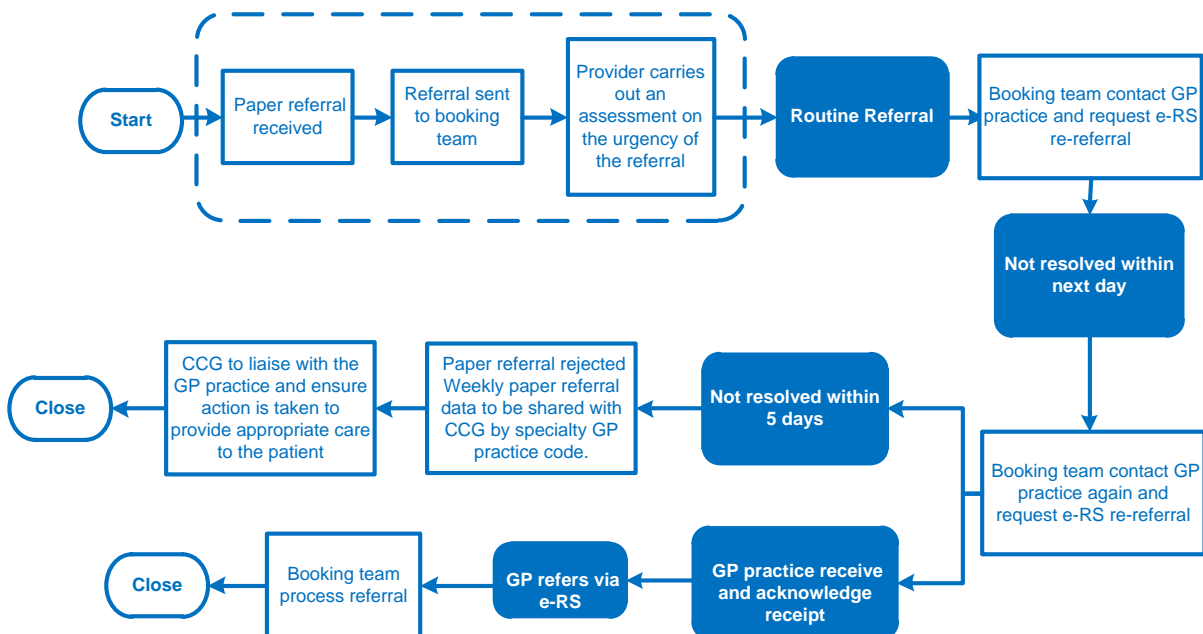 Start
Paper referral
received
Referral sent
to booking
team
Provider carries
out an
assessment on
the urgency of
the referral
Routine Referral
Booking team contact GP
practice and request e-RS
re-referral
Not resolved within
next day
Booking team contact GP
practice again and
request e-RS re-referral
Not resolved within
5 days
Paper referral rejected
Weekly paper referral
data to be shared with
CCG by specialty GP
practice code.
CCG to liaise with the
GP practice and ensure
action is taken to
provide appropriate care
to the patient
Close
GP practice receive
and acknowledge
receipt
GP refers via
e-RS
Booking team
process referral
Close